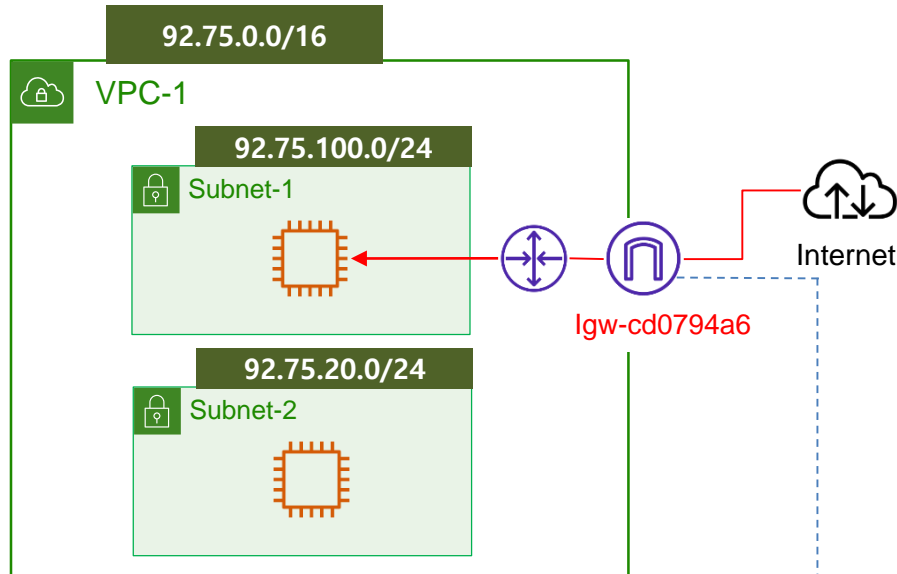 92.75.0.0/16
VPC-1
92.75.100.0/24
Subnet-1
Internet
Igw-cd0794a6
92.75.20.0/24
Subnet-2